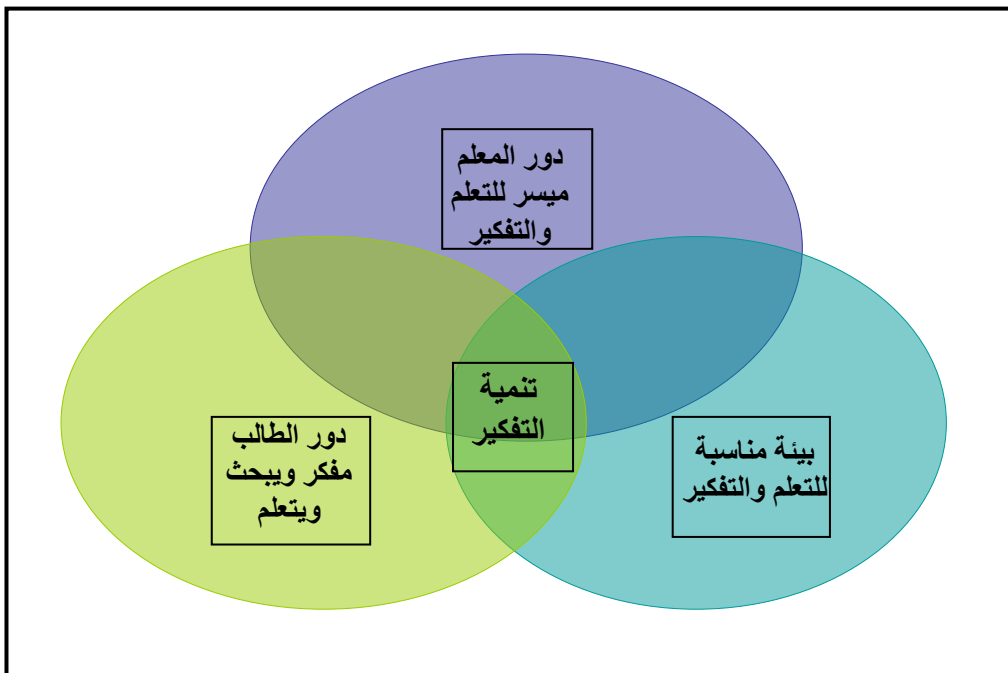 دور المعلم
ميسر للتعلم
والتفكير
تنمية
التفكير
دور الطالب
مفكر ويبحث
ويتعلم
بيئة مناسبة
للتعلم والتفكير